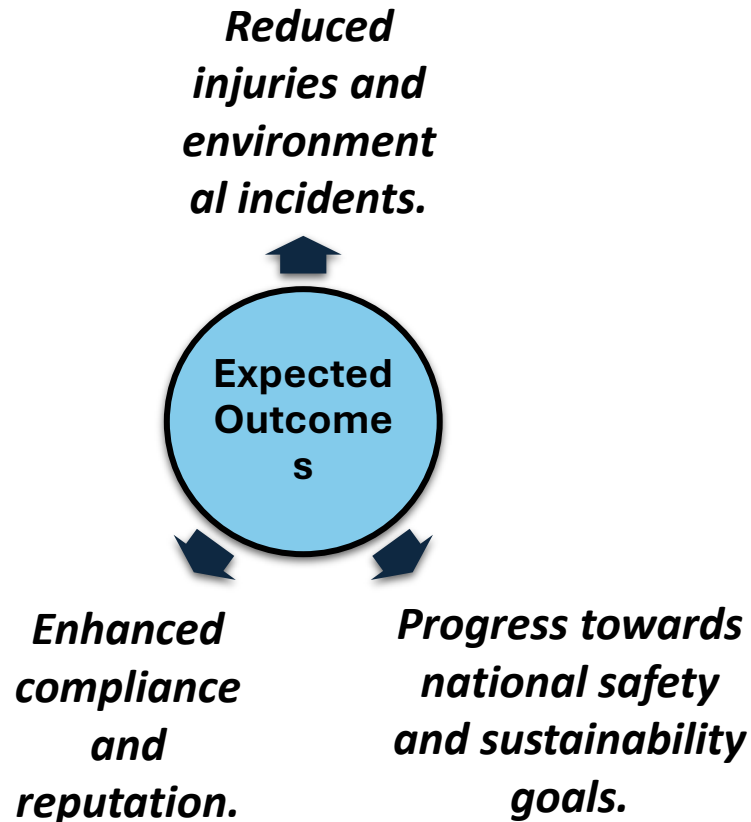 Reduced
injuries and
environment
al incidents.
Expected
Outcome
s
Enhanced
compliance
and
reputation.
Progress towards
national safety
and sustainability
goals.